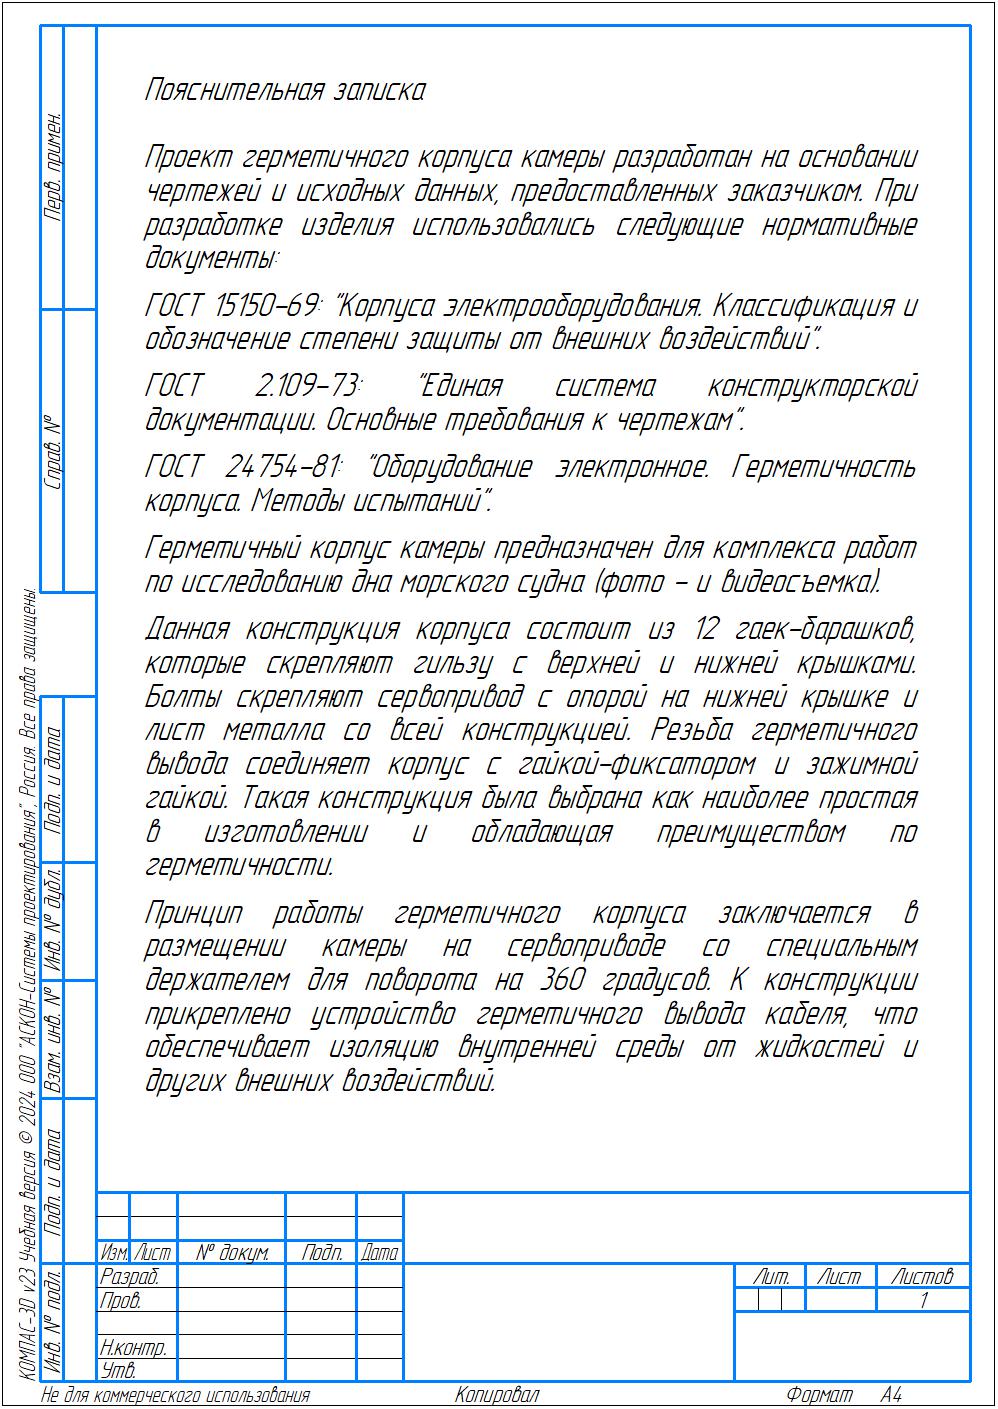 Пояснительная записка
Проект герметичного корпуса камеры разработан на основании
чертежей и исходных данных, предоставленных заказчиком. При
разработке изделия использовались следующие нормативные
документы:
ГОСТ 15150-69: "Корпуса электрооборудования. Классификация и
обозначение степени защиты от внешних воздействий".
ГОСТ 2.109-73: "Единая система конструкторской
документации. Основные требования к чертежам".
ГОСТ 24754-81: "Оборудование электронное. Герметичность
корпуса. Методы испытаний".
Герметичный корпус камеры предназначен для комплекса работ
по исследованию дна морского судна (фото - и видеосъемка).
Данная конструкция корпуса состоит из 12 гаек-барашков,
которые скрепляют гильзу с верхней и нижней крышками.
Болты скрепляют сервопривод с опорой на нижней крышке и
лист металла со всей конструкцией. Резьба герметичного
вывода соединяет корпус с гайкой-фиксатором и зажимной
гайкой. Такая конструкция была выбрана как наиболее простая
в изготовлении и обладающая преимуществом по
герметичности.
Принцип работы герметичного корпуса заключается в
размещении камеры на сервоприводе со специальным
держателем для поворота на 360 градусов. К конструкции
прикреплено устройство герметичного вывода кабеля, что
обеспечивает изоляцию внутренней среды от жидкостей и
других внешних воздействий.
Перв. примен.
Справ. №
Подп. и дата
Инв. № дубл.
Взам. инв. №
Подп. и дата
Инв. № подл.
КОМПАС-3D v23 Учебная версия © 2024 ООО "АСКОН-Системы проектирования", Россия. Все права защищены.
Изм. Лист № докум. Подп. Дата
Разраб.
Пров.
Н.контр.
Утв.
Лит. Лист Листов
1
Не для коммерческого использования Копировал Формат А4